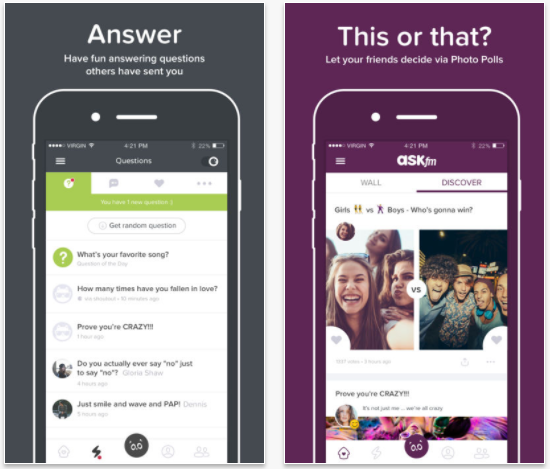 Answer
Have fun answering questions
others have sent you
VIRGIN 4:21 PM 22%
Questions
You have 1 new question :)
Get random question
What's your favorite song?
Question of the Day
How many times have you fallen in love?
via shoutout • 10 minutes ago
Prove you're CRAZY!!!
1 hour ago
Do you actually ever say "no" just
to say "no"? Gloria Shaw
4 hours ago
Just smile and wave and PAP! Dennis
5 hours ago
This or that?
Let your friends decide via Photo Polls
VIRGIN 4:21 PM 22%
ASKfm
WALL DISCOVER
Girls vs Boys - Who's gonna win?
VS
votes • 2 hours ago
Prove you're CRAZY!!!
It's not just me ... we're all crazy